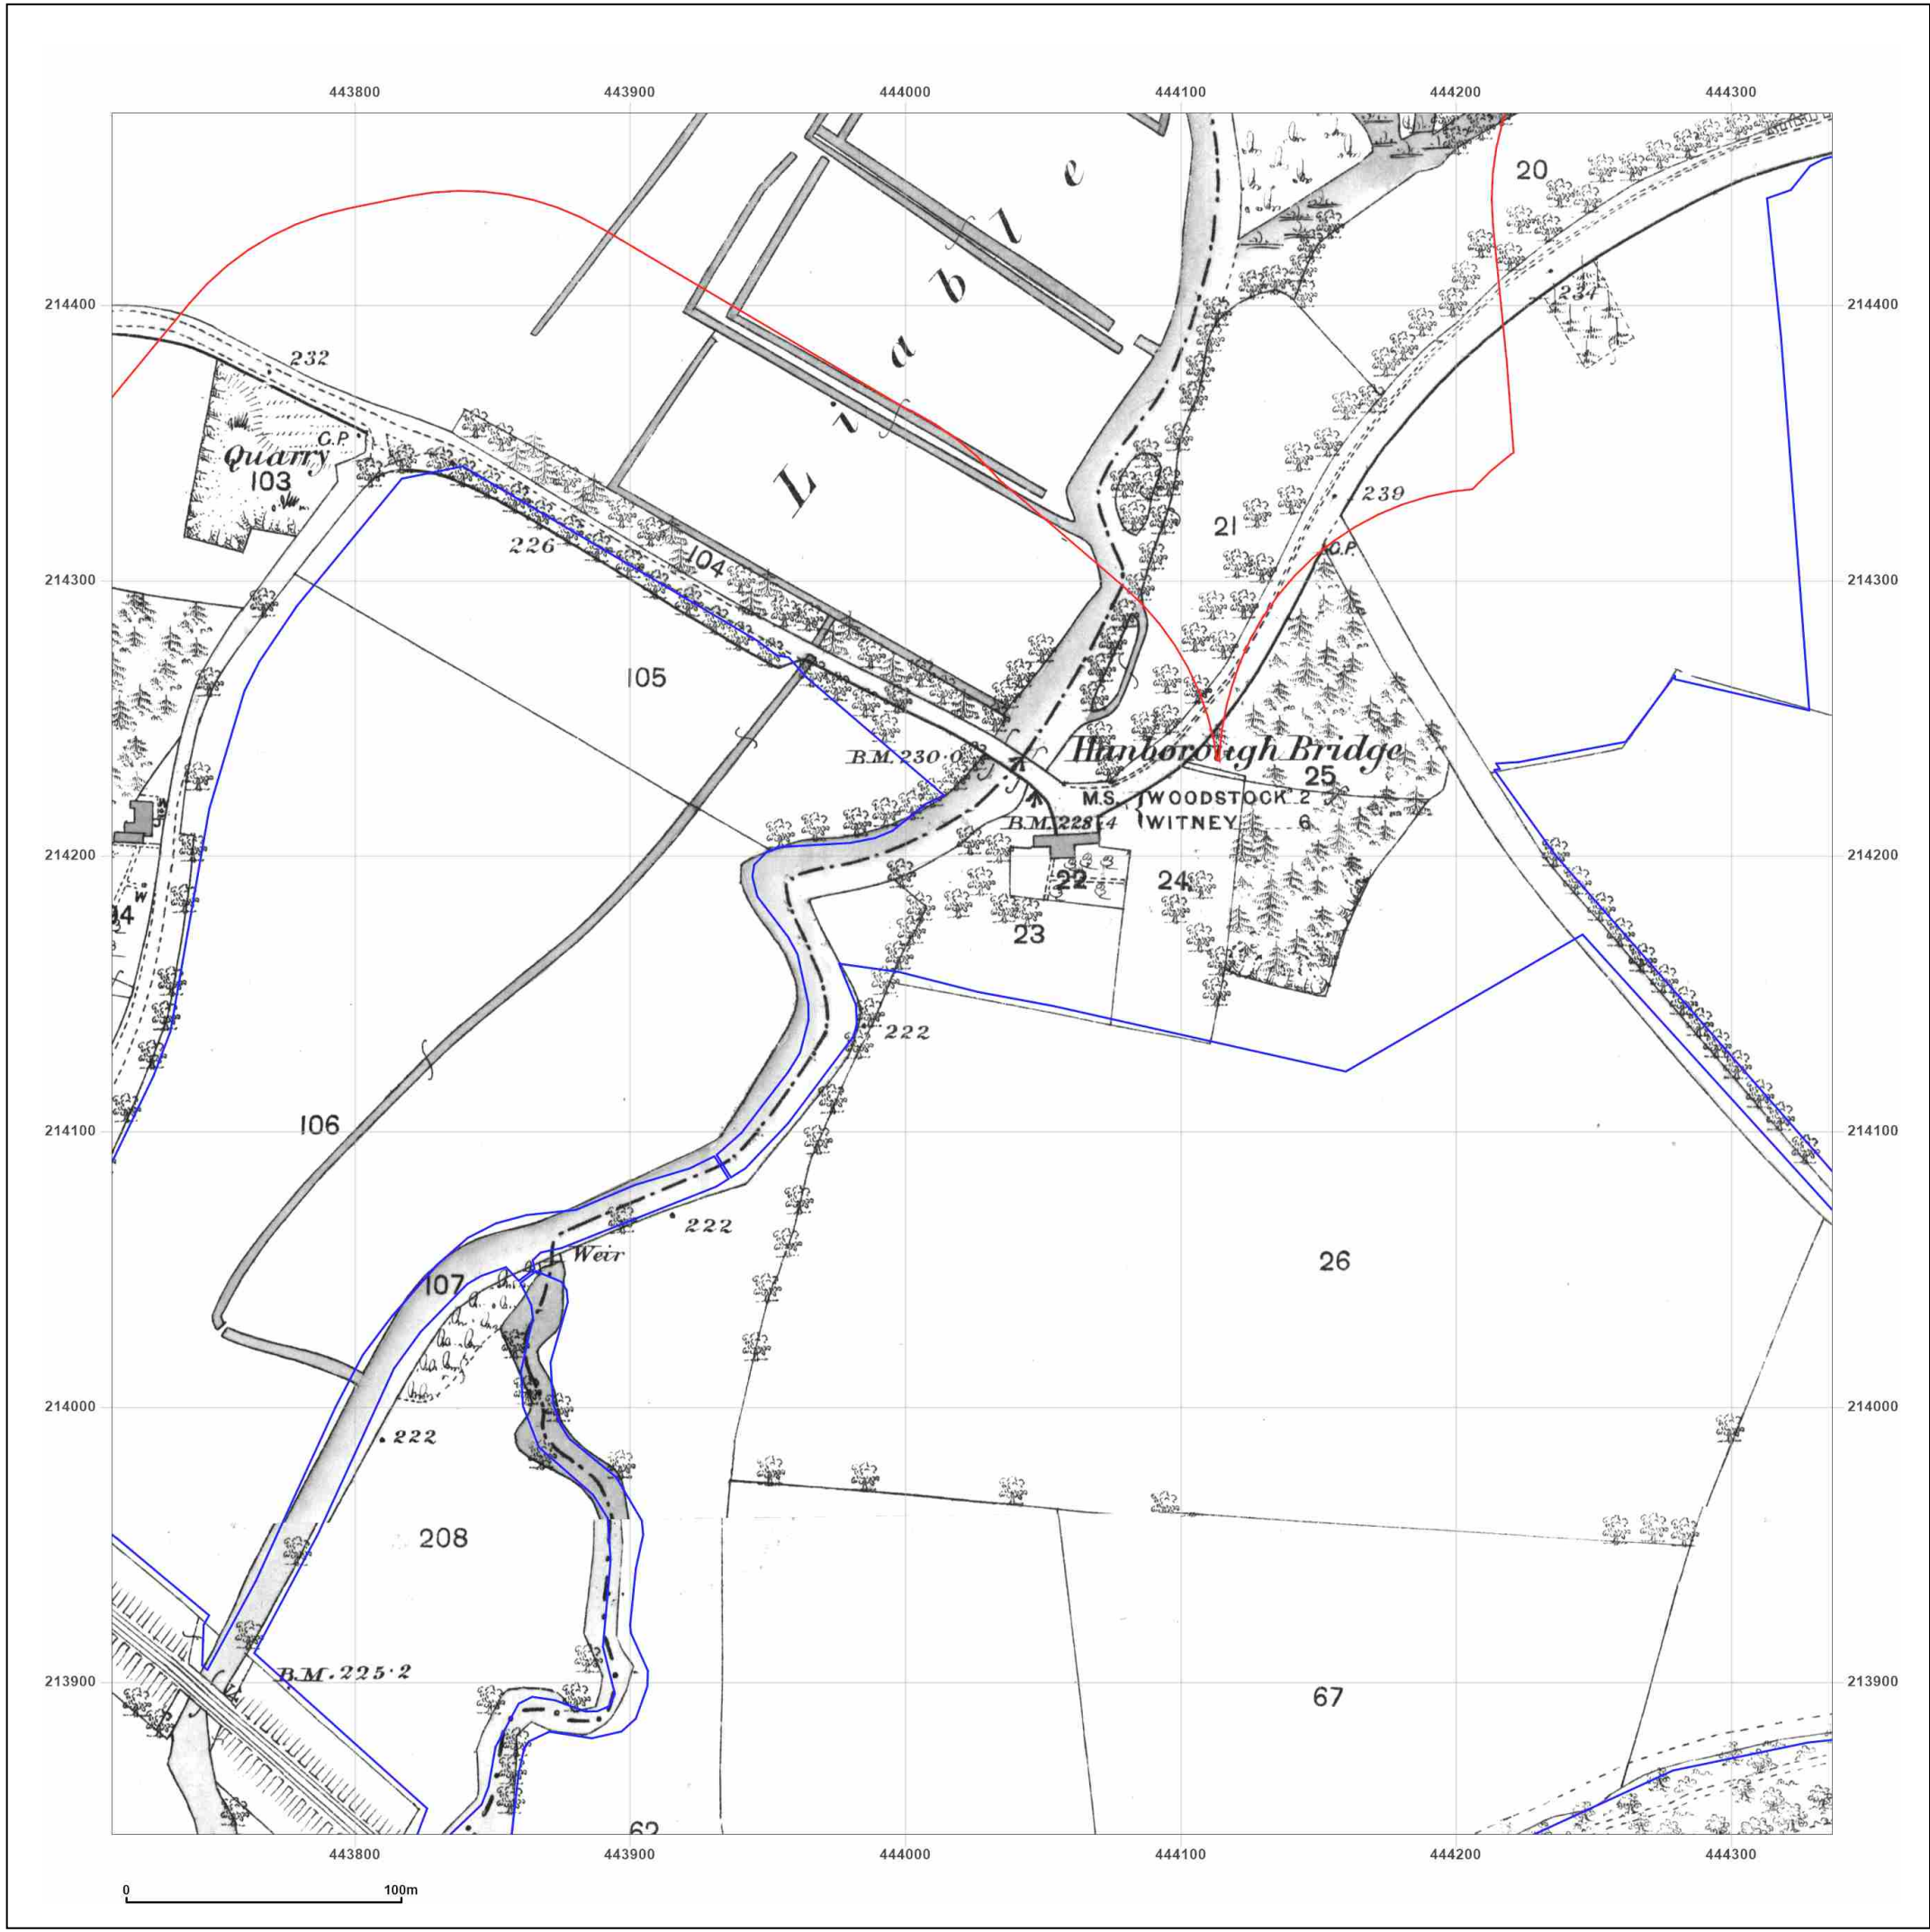 443800 443900 444000 444100 444200 444300
20
e
l
b
a
i
L
214400 214400
234
232
C.P.
Quarry
103
239
21
226
104
C.P.
214300 214300
105
B.M. 230·0
Hanborough Bridge
25
M.S. { WOODSTOCK 2
B.M. 228·4 { WITNEY 6
W
214200 214200
22
24
W
94
23
222
106
214100 214100
222
Weir
107
26
214000 214000
222
208
B.M. 225·2
213900 213900
67
62
443800 443900 444000 444100 444200 444300
0 100m